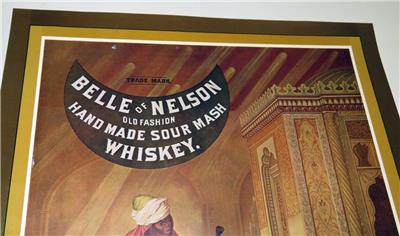 TRADE MARK.
BELLE OF NELSON
OLD FASHION
HAND MADE SOUR MASH
WHISKEY.